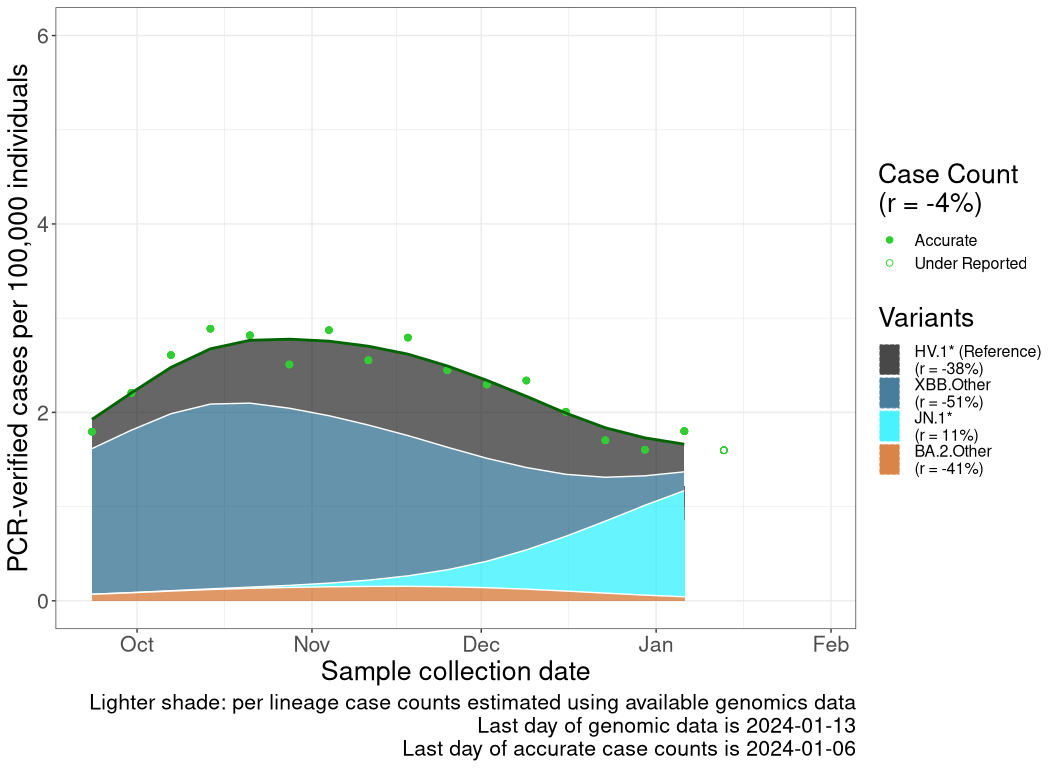 PCR-verified cases per 100,000 individuals
6
4
2
0
Oct
Nov
Dec
Jan
Feb
Sample collection date
Lighter shade: per lineage case counts estimated using available genomics data
Last day of genomic data is 2024-01-13
Last day of accurate case counts is 2024-01-06
Case Count
(r = -4%)
Accurate
Under Reported
Variants
HV.1* (Reference)
(r = -38%)
XBB.Other
(r = -51%)
JN.1*
(r = 11%)
BA.2.Other
(r = -41%)